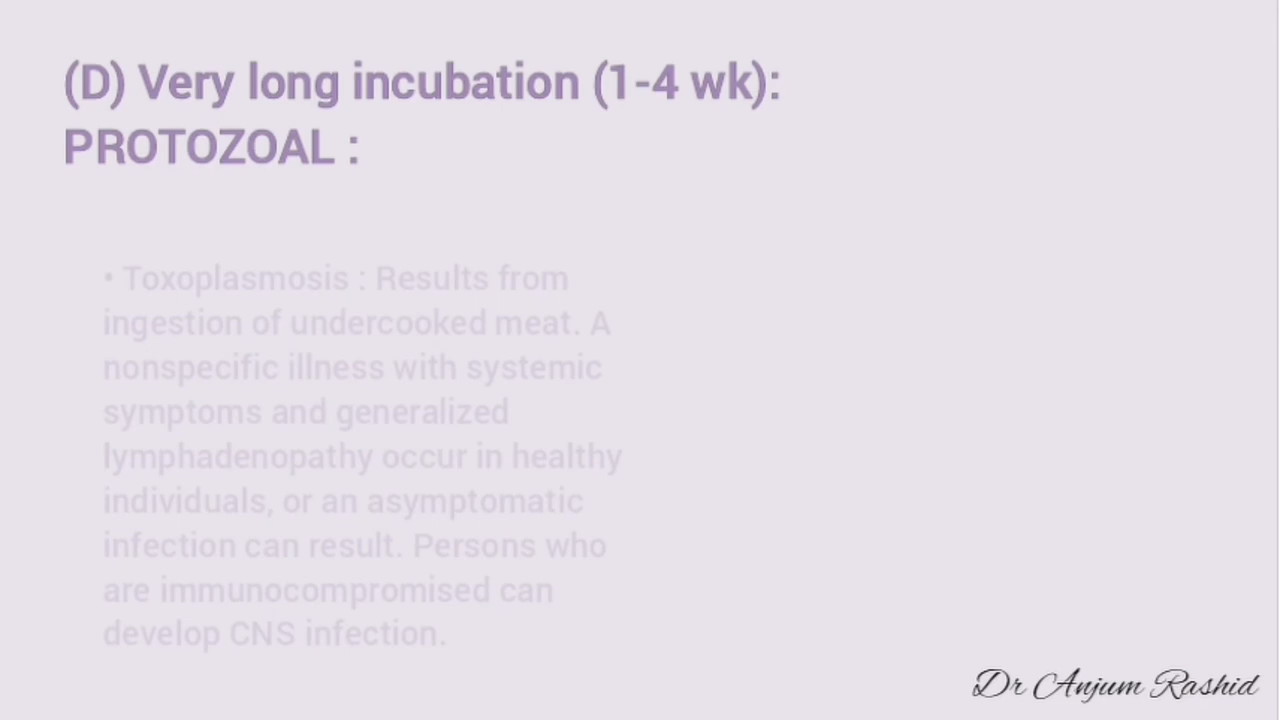 (D) Very long incubation (1-4 wk):
PROTOZOAL :
• Toxoplasmosis : Results from
ingestion of undercooked meat. A
nonspecific illness with systemic
symptoms and generalized
lymphadenopathy occur in healthy
individuals, or an asymptomatic
infection can result. Persons who
are immunocompromised can
develop CNS infection.
Dr Anjum Rashid